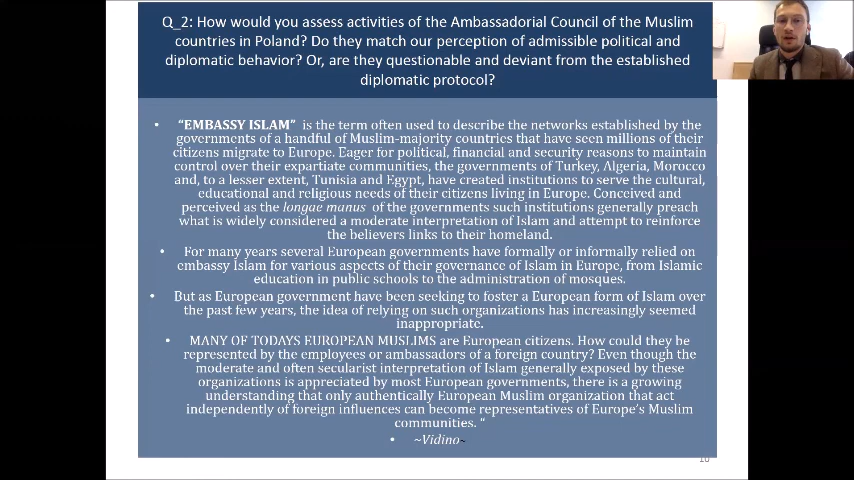 Q_2: How would you assess activities of the Ambassadorial Council of the Muslim
countries in Poland? Do they match our perception of admissible political and
diplomatic behavior? Or, are they questionable and deviant from the established
diplomatic protocol?
• "EMBASSY ISLAM" is the term often used to describe the networks established by the
governments of a handful of Muslim-majority countries that have seen millions of their
citizens migrate to Europe. Eager for political, financial and security reasons to maintain
control over their expartiate communities, the governments of Turkey, Algeria, Morocco
and, to a lesser extent, Tunisia and Egypt, have created institutions to serve the cultural,
educational and religious needs of their citizens living in Europe. Conceived and
perceived as the longae manus of the governments such institutions generally preach
what is widely considered a moderate interpretation of Islam and attempt to reinforce
the believers links to their homeland.
• For many years several European governments have formally or informally relied on
embassy Islam for various aspects of their governance of Islam in Europe, from Islamic
education in public schools to the administration of mosques.
• But as European government have been seeking to foster a European form of Islam over
the past few years, the idea of relying on such organizations has increasingly seemed
inappropriate.
• MANY OF TODAYS EUROPEAN MUSLIMS are European citizens. How could they be
represented by the employees or ambassadors of a foreign country? Even though the
moderate and often secularist interpretation of Islam generally exposed by these
organizations is appreciated by most European governments, there is a growing
understanding that only authentically European Muslim organization that act
independently of foreign influences can become representatives of Europe's Muslim
communities. "
• ~Vidino~
10